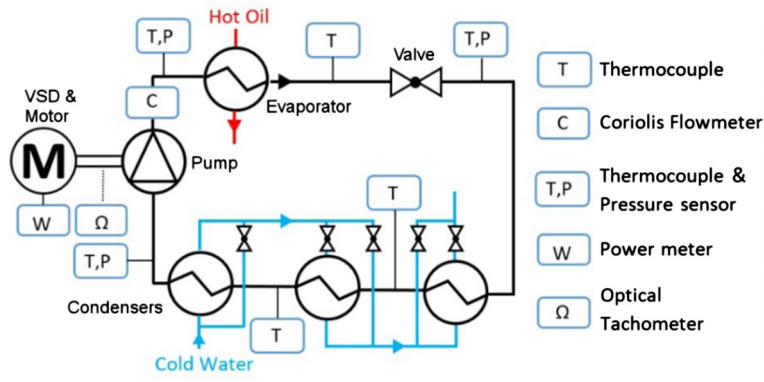 Hot Oil
T,P
T
Valve
T,P
T
Thermocouple
VSD &
Motor
C
Evaporator
C
Coriolis Flowmeter
M
Pump
T,P
Thermocouple &
Pressure sensor
W
Ω
T
T,P
W
Power meter
Condensers
T
Ω
Optical
Tachometer
Cold Water